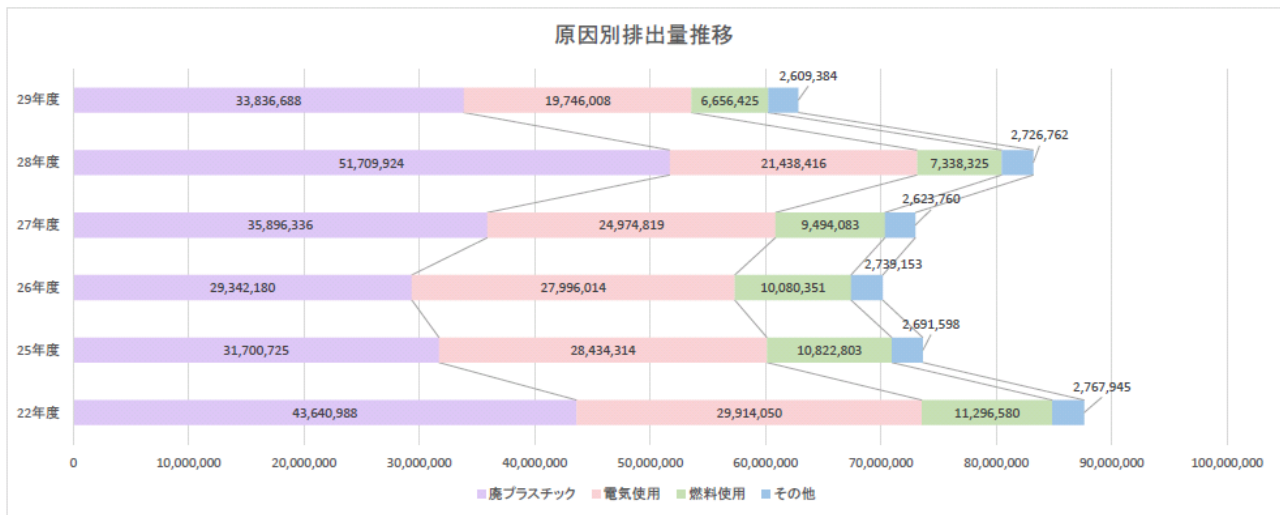 原因別排出量推移
2,609,384
29年度 33,836,688 19,746,008 6,656,425
2,726,762
28年度 51,709,924 21,438,416 7,338,325
2,623,760
27年度 35,896,336 24,974,819 9,494,083
2,739,153
26年度 29,342,180 27,996,014 10,080,351
2,691,598
25年度 31,700,725 28,434,314 10,822,803
2,767,945
22年度 43,640,988 29,914,050 11,296,580
0 10,000,000 20,000,000 30,000,000 40,000,000 50,000,000 60,000,000 70,000,000 80,000,000 90,000,000 100,000,000
廃プラスチック 電気使用 燃料使用 その他